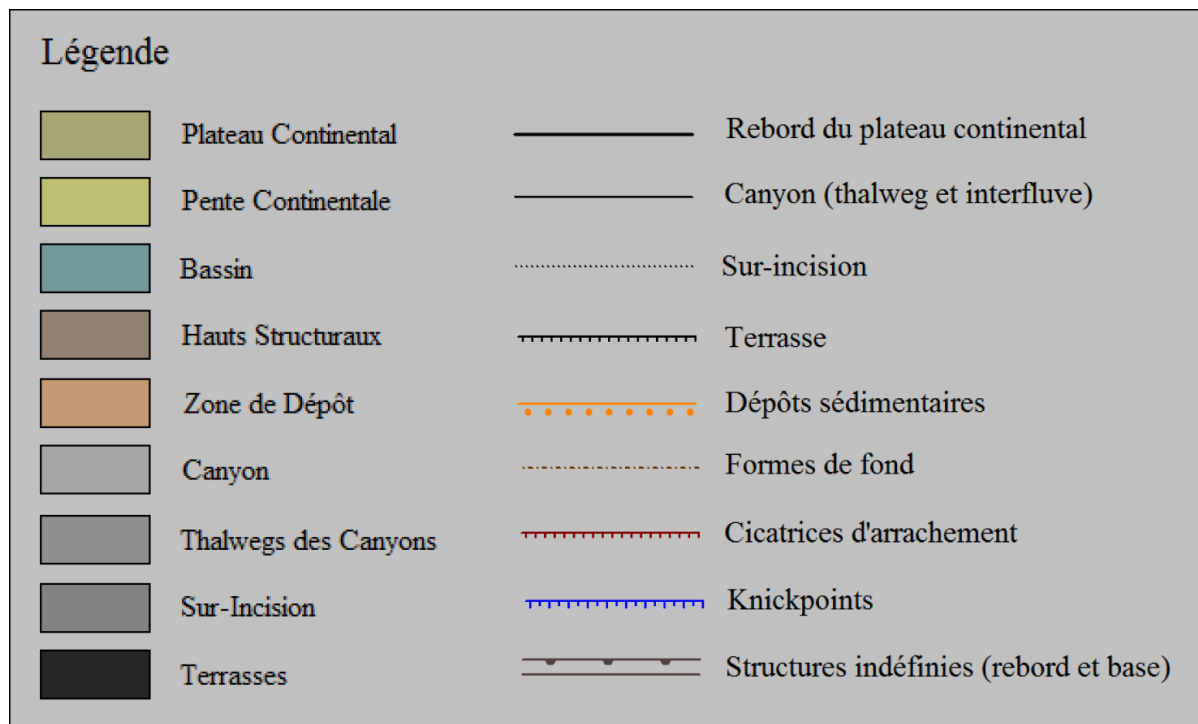 Légende
Plateau Continental
Rebord du plateau continental
Pente Continentale
Canyon (thalweg et interfluve)
Bassin
Sur-incision
Hauts Structuraux
Terrasse
Zone de Dépôt
Dépôts sédimentaires
Canyon
Formes de fond
Thalwegs des Canyons
Cicatrices d'arrachement
Sur-Incision
Knickpoints
Terrasses
Structures indéfinies (rebord et base)